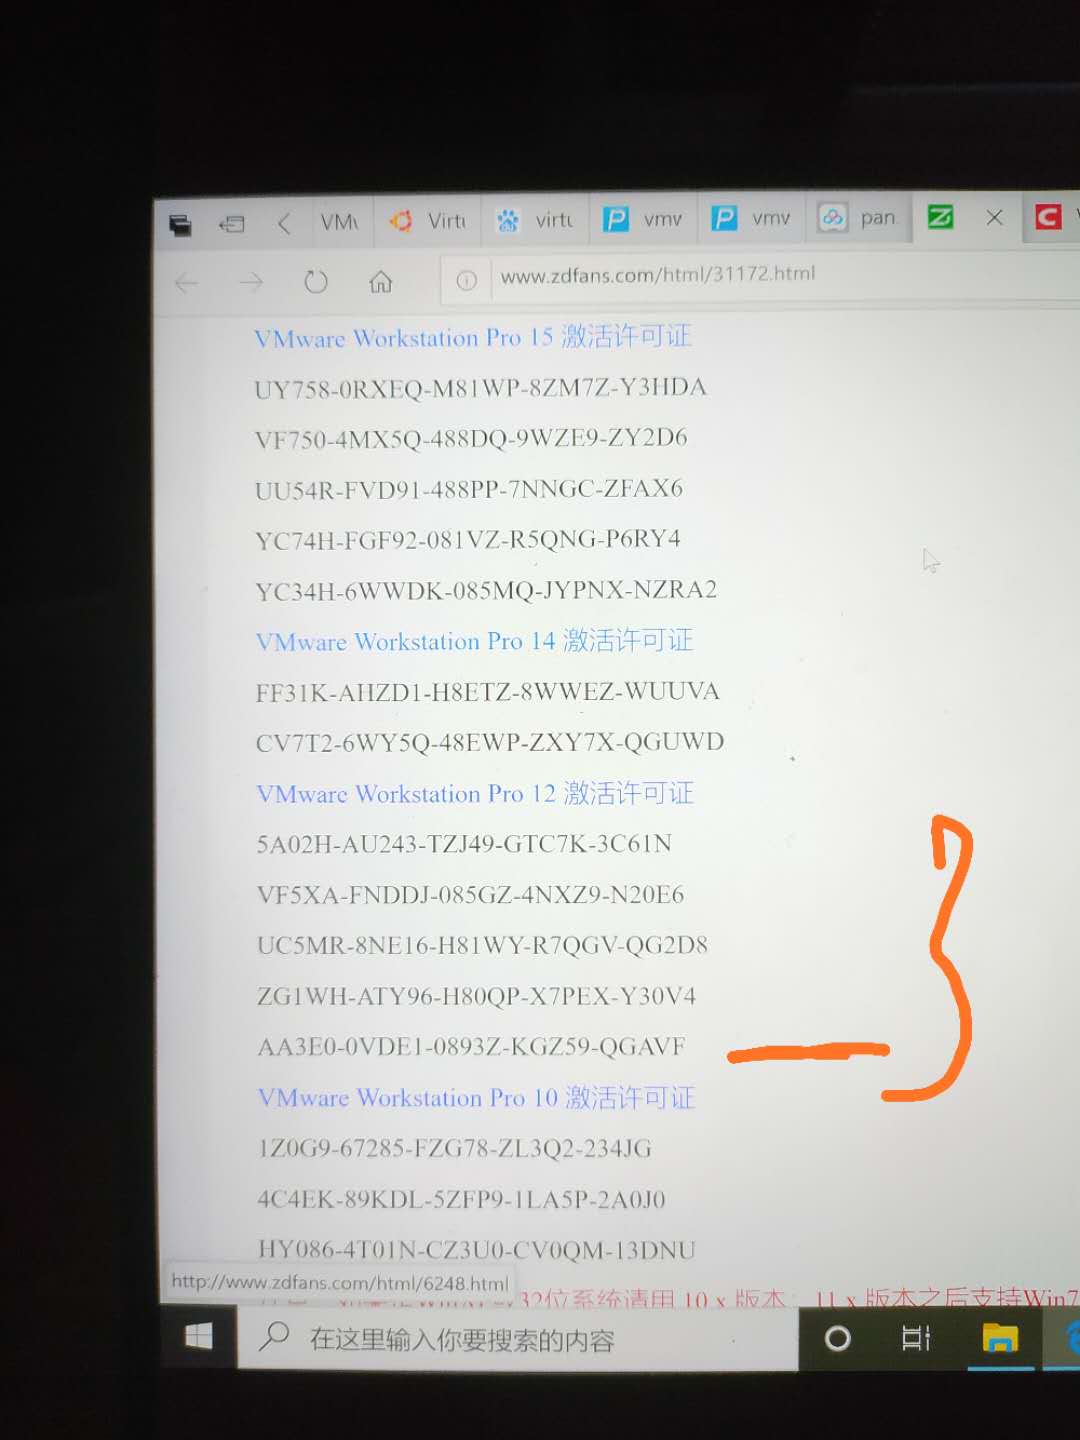 VM
Virtu
virtu
vmv
vmv
pan.
www.zdfans.com/html/31172.html
VMware Workstation Pro 15 激活许可证
UY758-0RXEQ-M81WP-8ZM7Z-Y3HDA
VF750-4MX5Q-488DQ-9WZE9-ZY2D6
UU54R-FVD91-488PP-7NNGC-ZFAX6
YC74H-FGF92-081VZ-R5QNG-P6RY4
YC34H-6WWDK-085MQ-JYPNX-NZRA2
VMware Workstation Pro 14 激活许可证
FF31K-AHZD1-H8ETZ-8WWEZ-WUUVA
CV7T2-6WY5Q-48EWP-ZXY7X-QGUWD
VMware Workstation Pro 12 激活许可证
5A02H-AU243-TZJ49-GTC7K-3C61N
VF5XA-FNDDJ-085GZ-4NXZ9-N20E6
UC5MR-8NE16-H81WY-R7QGV-QG2D8
ZG1WH-ATY96-H80QP-X7PEX-Y30V4
AA3E0-0VDE1-0893Z-KGZ59-QGAVF
VMware Workstation Pro 10 激活许可证
1Z0G9-67285-FZG78-ZL3Q2-234JG
4C4EK-89KDL-5ZFP9-1LA5P-2A0J0
HY086-4T01N-CZ3U0-CV0QM-13DNU
http://www.zdfans.com/html/6248.html
32位系统请用 10.x 版本；11.x 版本之后支持Win7
在这里输入你要搜索的内容